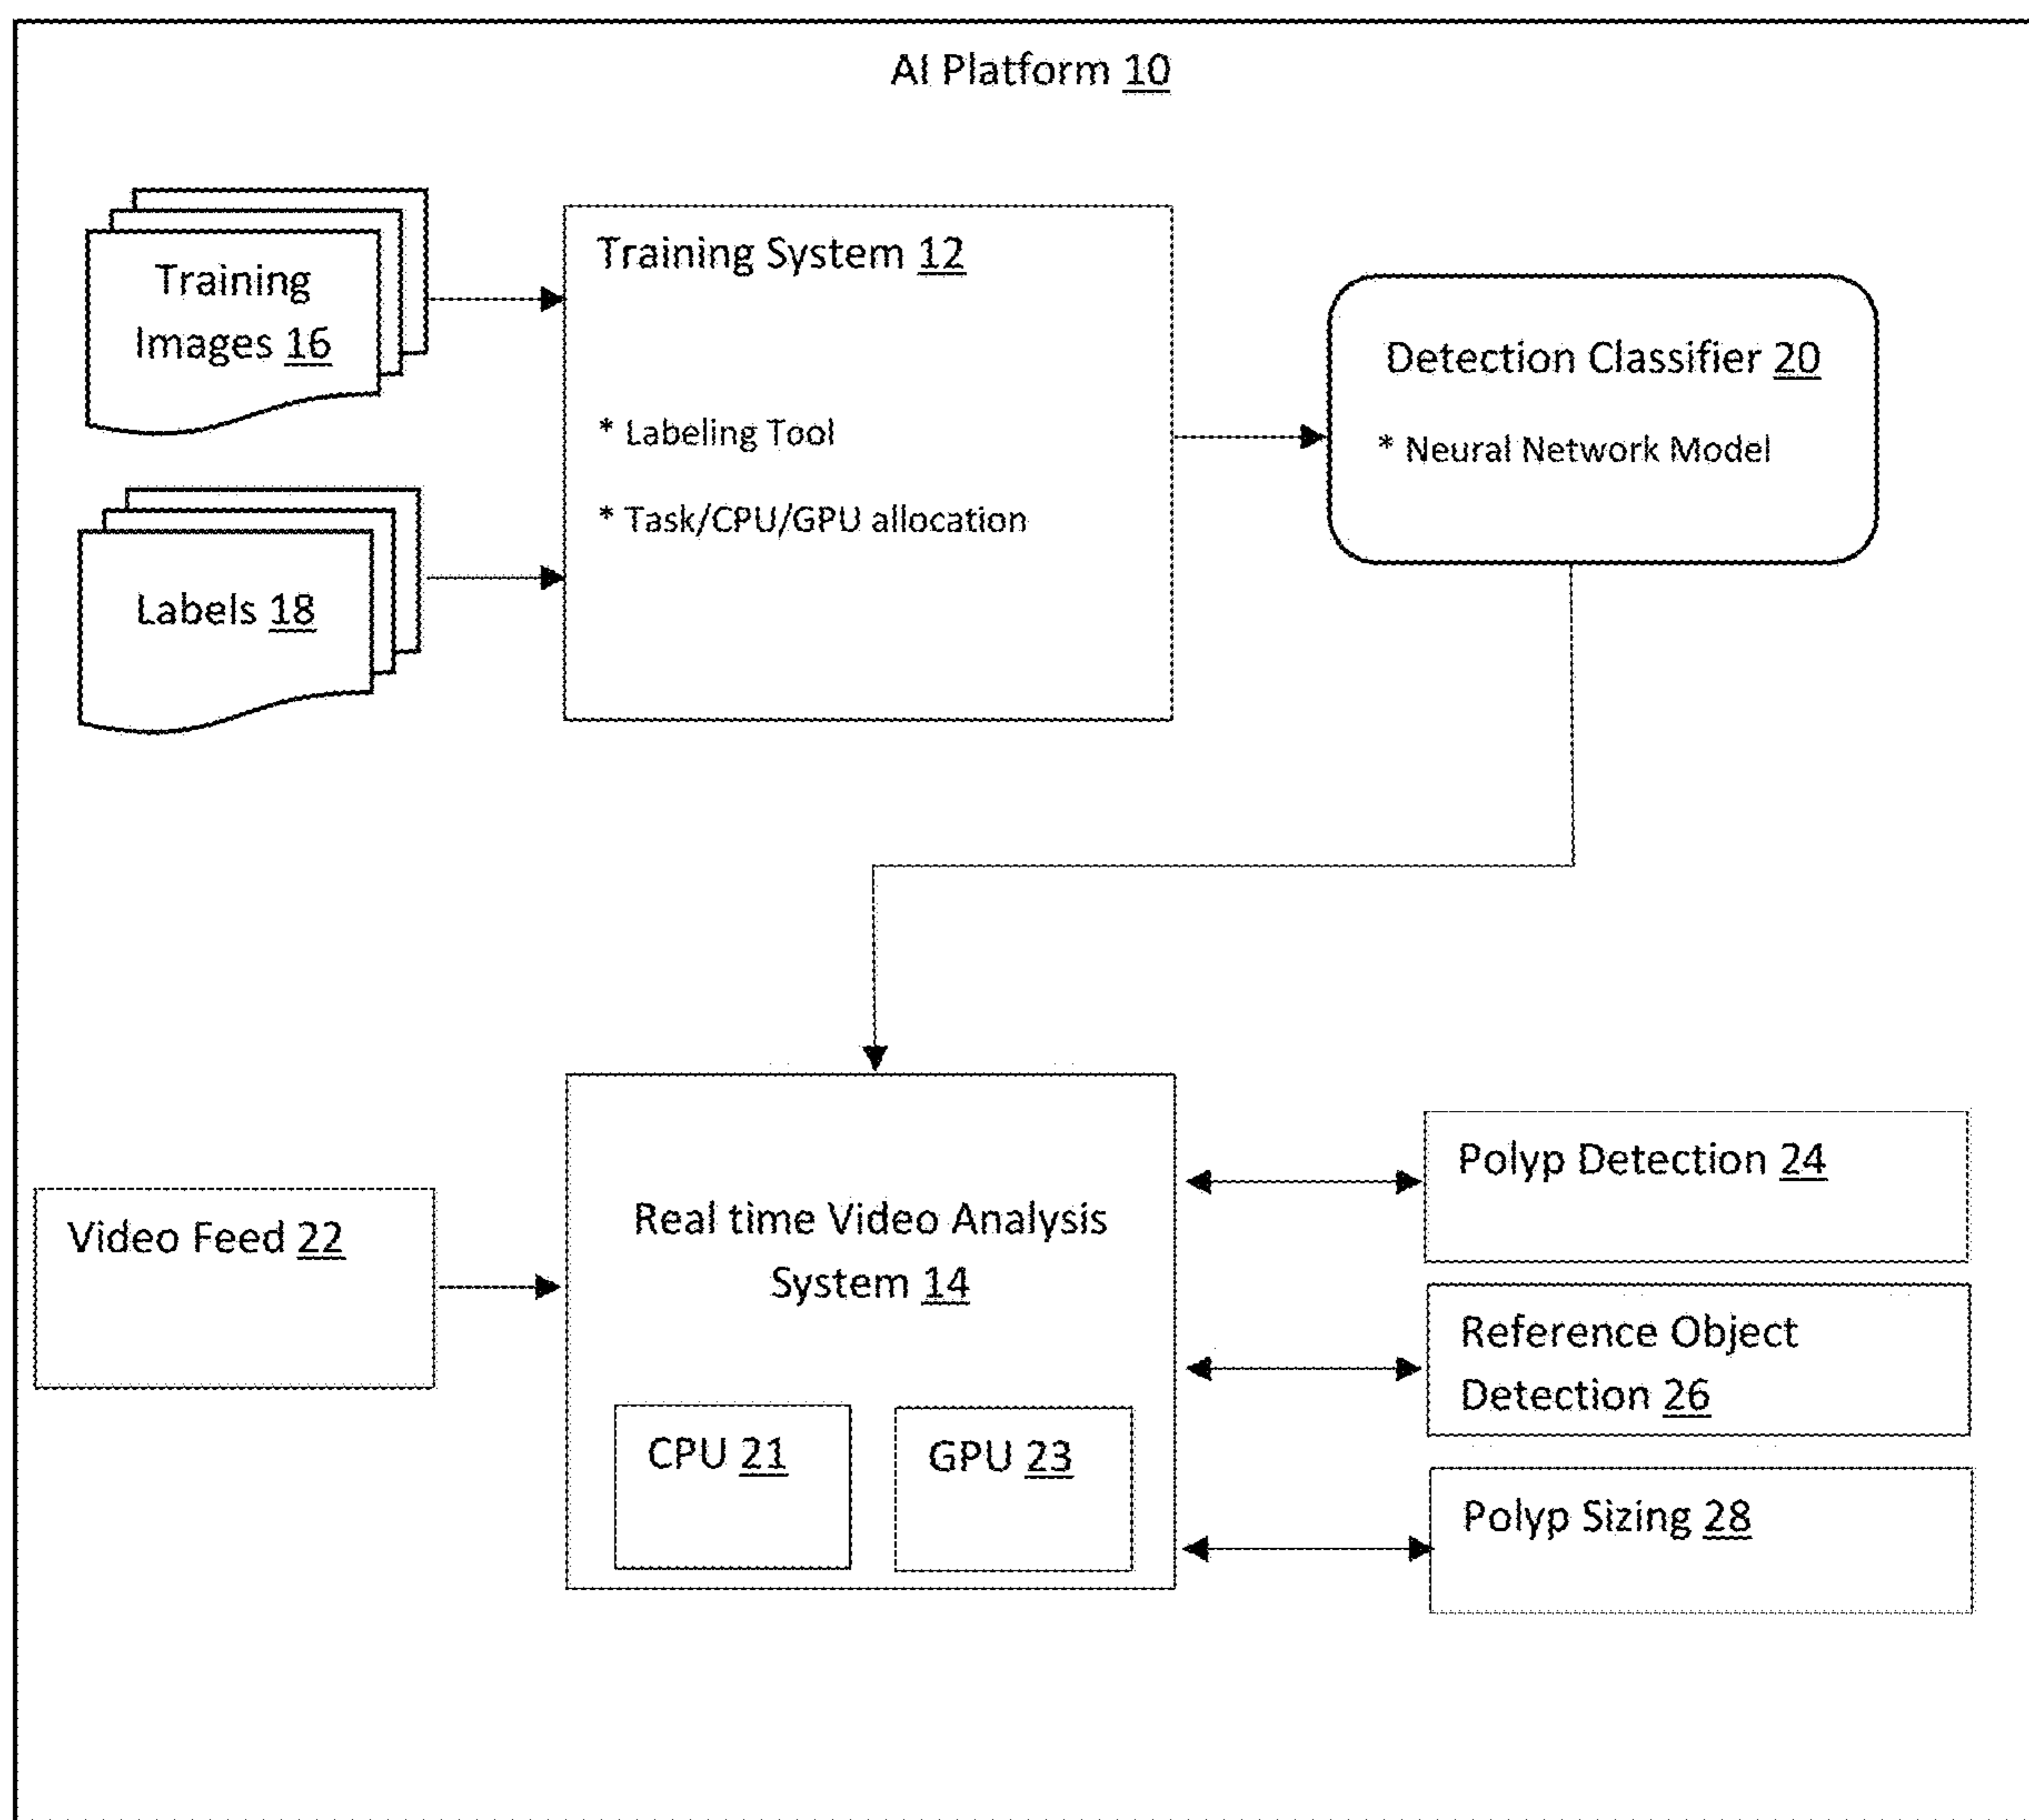 AI Platform 10
Training
Images 16
Training System 12
* Labeling Tool
* Task/CPU/GPU allocation
Detection Classifier 20
* Neural Network Model
Labels 18
Video Feed 22
Real time Video Analysis
System 14
CPU 21
GPU 23
Polyp Detection 24
Reference Object
Detection 26
Polyp Sizing 28